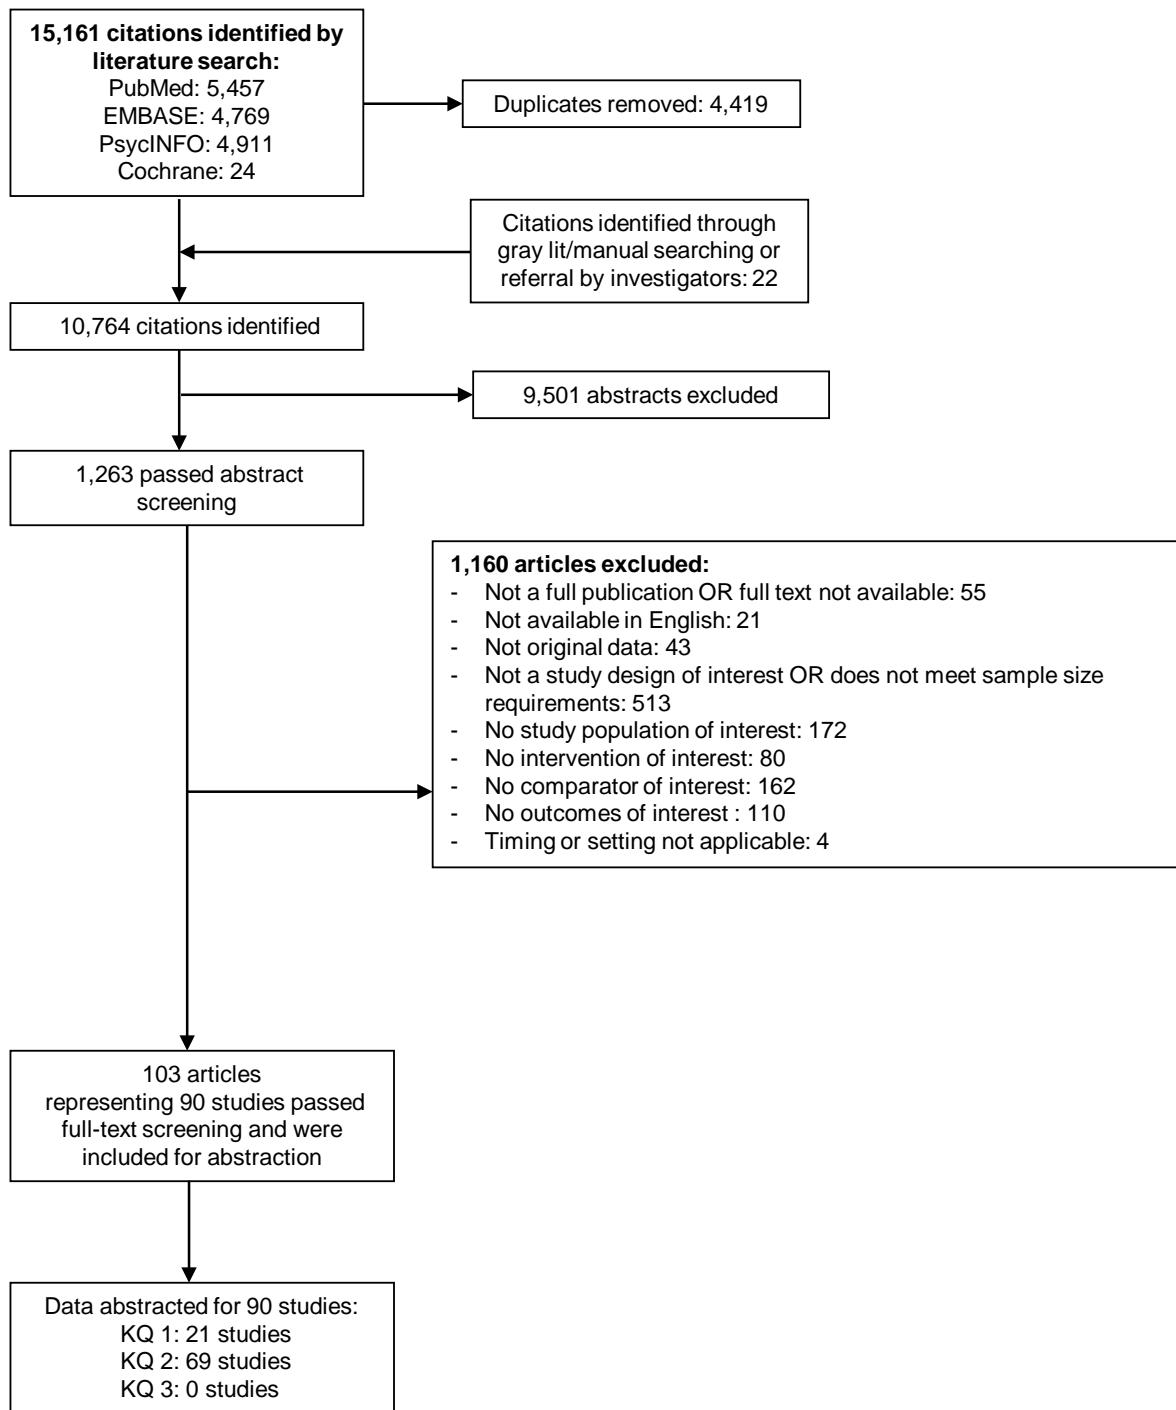 15,161 citations identified by
literature search:
PubMed: 5,457
EMBASE: 4,769
PsycINFO: 4,911
Cochrane: 24
Duplicates removed: 4,419
Citations identified through
gray lit/manual searching or
referral by investigators: 22
10,764 citations identified
9,501 abstracts excluded
1,263 passed abstract
screening
1,160 articles excluded:
- Not a full publication OR full text not available: 55
- Not available in English: 21
- Not original data: 43
- Not a study design of interest OR does not meet sample size
requirements: 513
- No study population of interest: 172
- No intervention of interest: 80
- No comparator of interest: 162
- No outcomes of interest : 110
- Timing or setting not applicable: 4
103 articles
representing 90 studies passed
full-text screening and were
included for abstraction
Data abstracted for 90 studies:
KQ 1: 21 studies
KQ 2: 69 studies
KQ 3: 0 studies